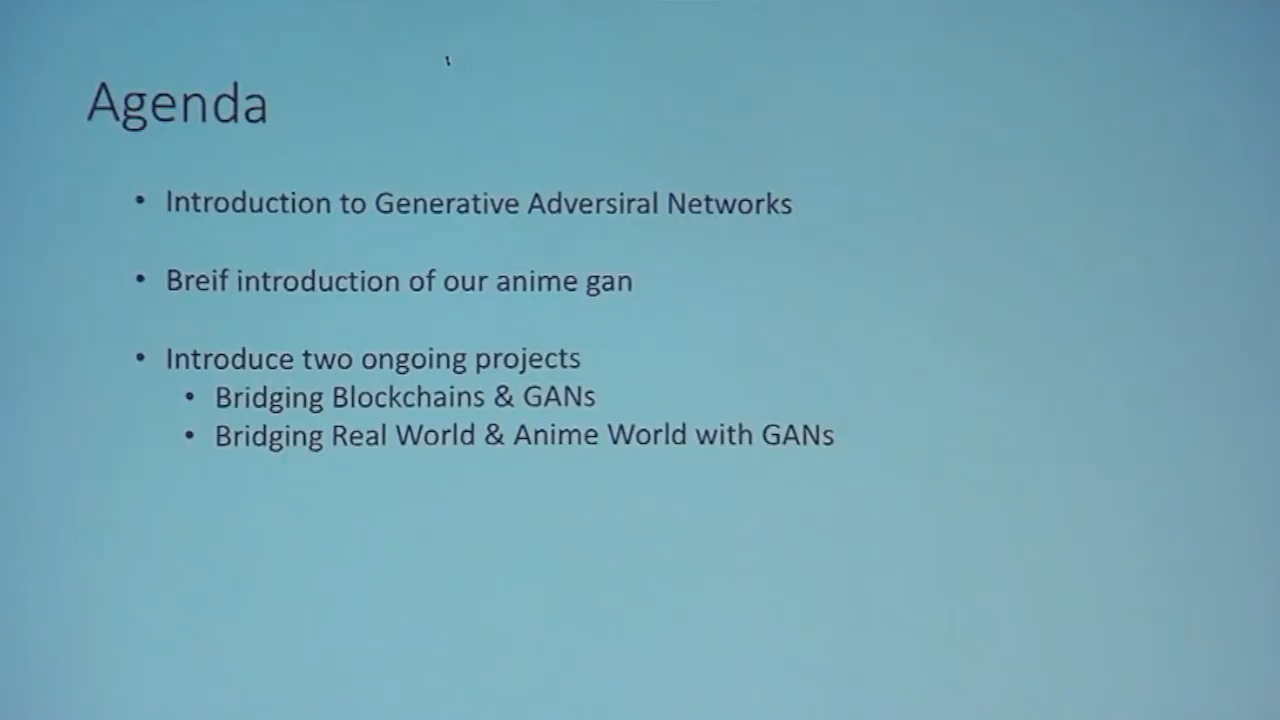 Agenda
• Introduction to Generative Adversiral Networks
• Breif introduction of our anime gan
• Introduce two ongoing projects
• Bridging Blockchains & GANs
• Bridging Real World & Anime World with GANs